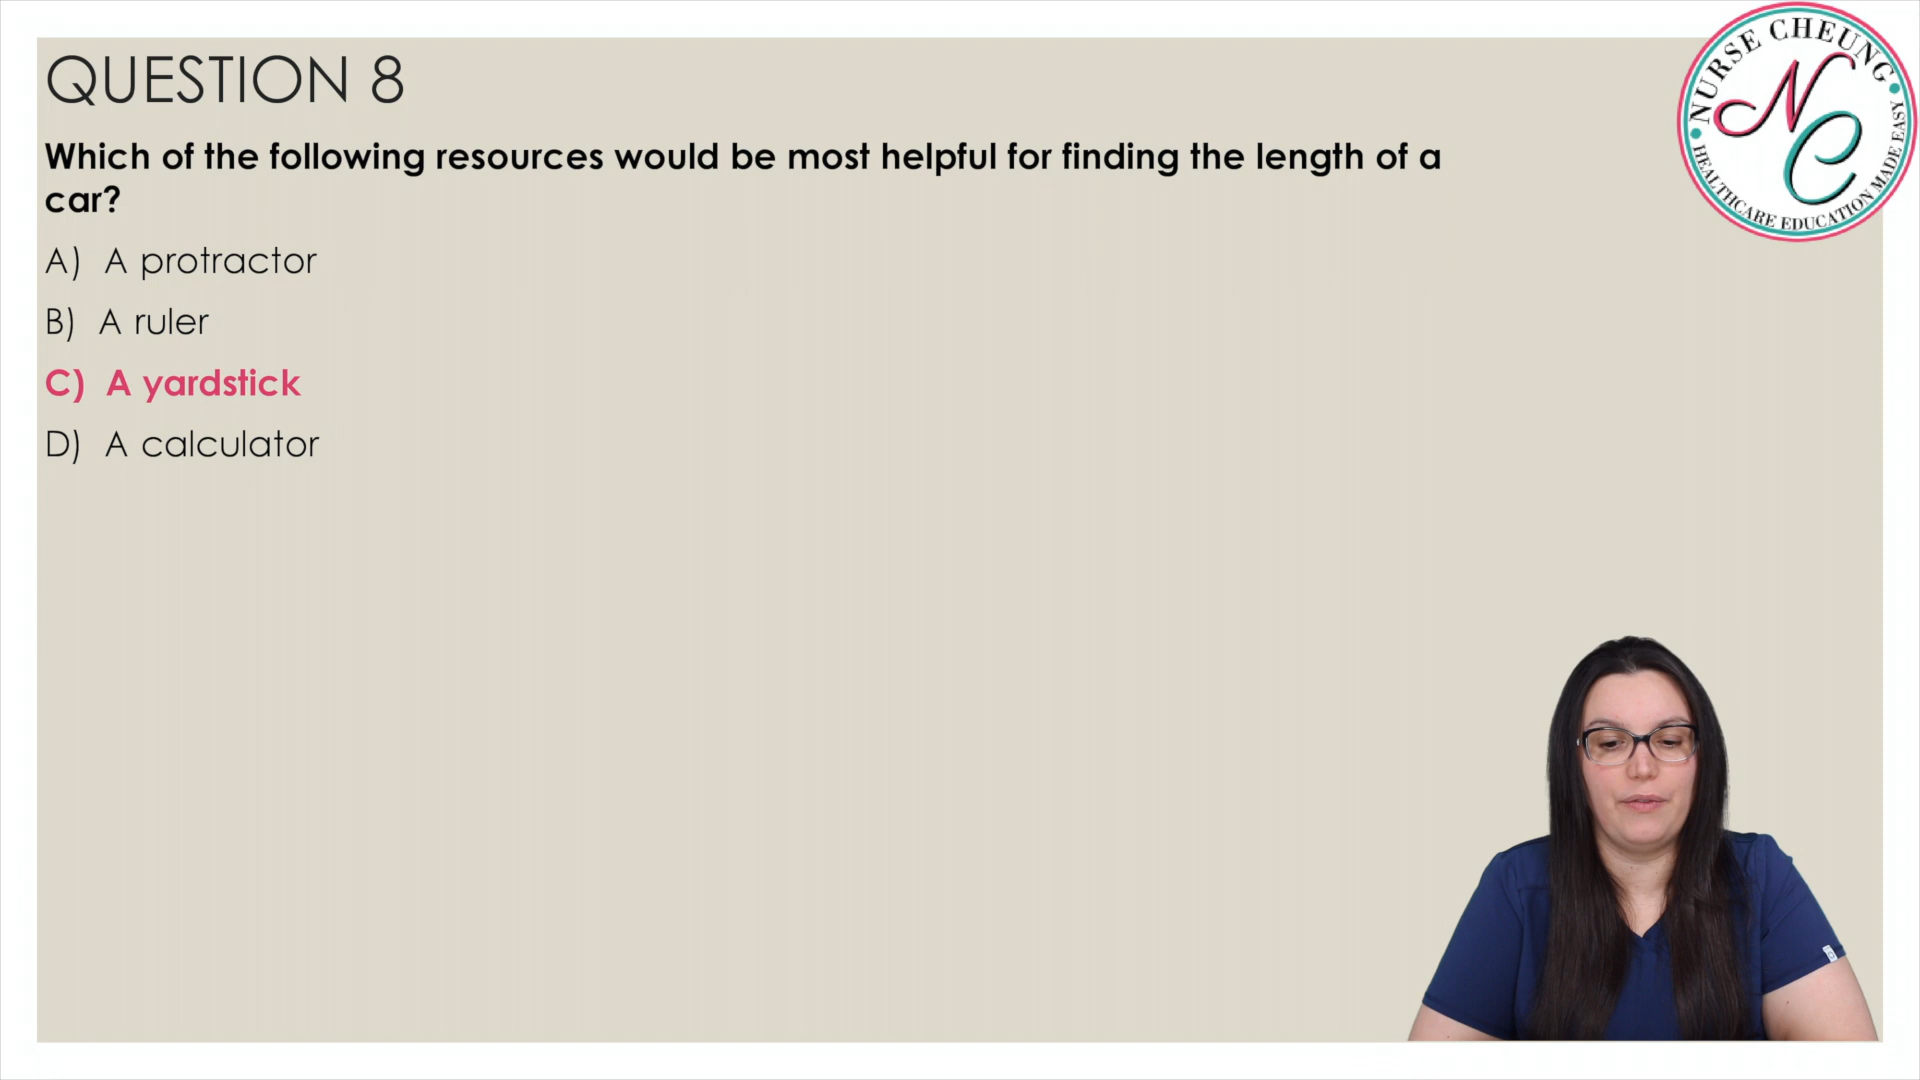 QUESTION 8
Which of the following resources would be most helpful for finding the length of a
car?
A) A protractor
B) A ruler
C) A yardstick
D) A calculator
NURSE CHEUNG
NC
HEALTHCARE EDUCATION MADE EASY